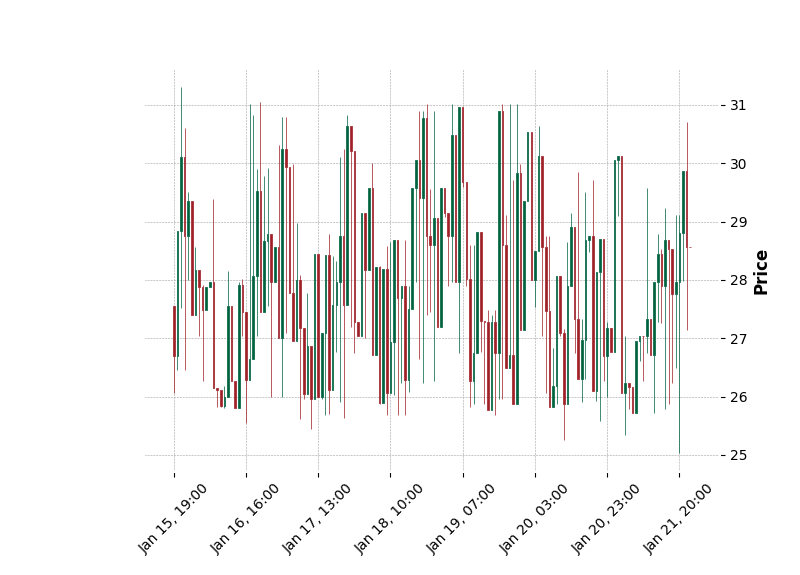 31
30
29
28
27
26
25
Price
Jan 15, 19:00
Jan 16, 16:00
Jan 17, 13:00
Jan 18, 10:00
Jan 19, 07:00
Jan 20, 03:00
Jan 20, 23:00
Jan 21, 20:00